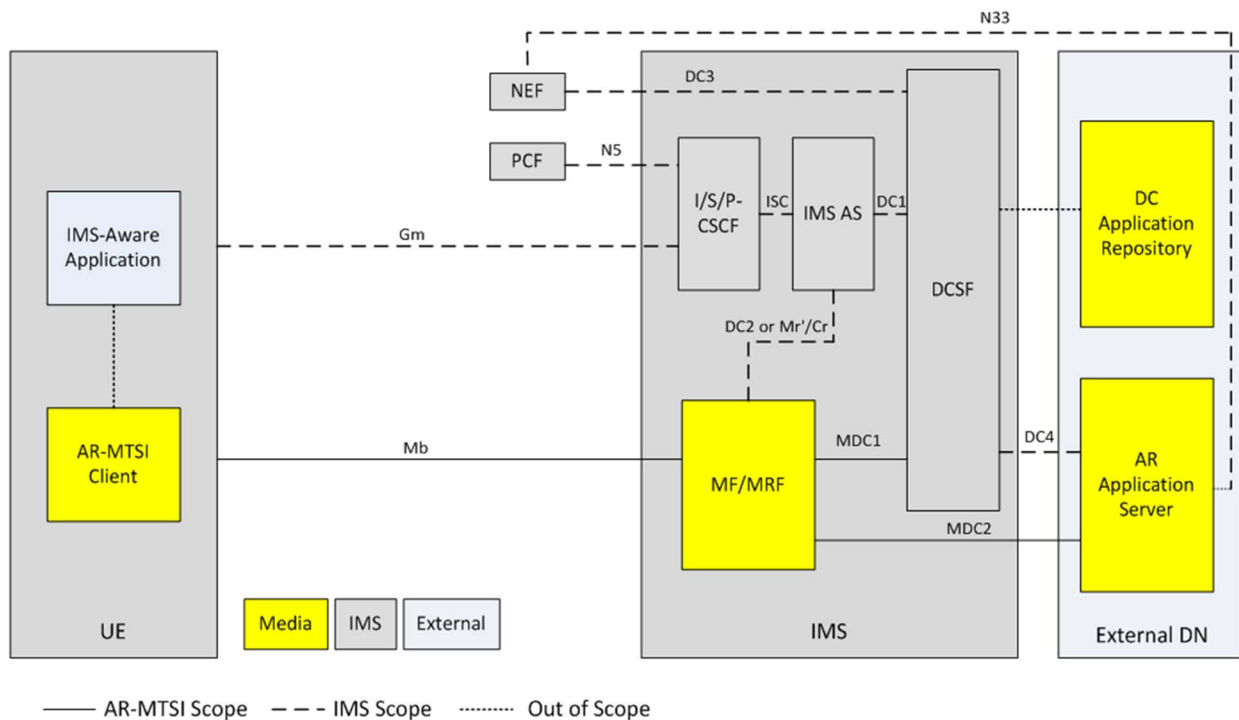 N33
NEF
DC3
PCF
N5
I/S/P-
CSCF
ISC
IMS AS
DC1
DCSF
DC
Application
Repository
IMS-Aware
Application
Gm
DC2 or Mr'/Cr
AR-MTSI
Client
Mb
MF/MRF
MDC1
DC4
AR
Application
Server
MDC2
UE
Media
IMS
External
IMS
External DN
AR-MTSI Scope
IMS Scope
Out of Scope